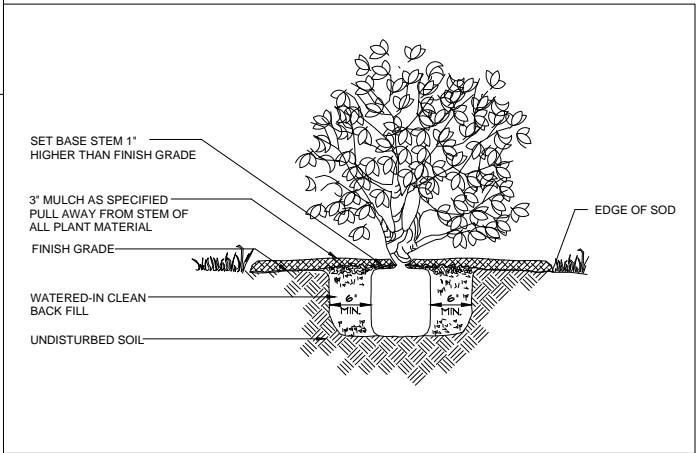 SET BASE STEM 1"
HIGHER THAN FINISH GRADE
3" MULCH AS SPECIFIED
PULL AWAY FROM STEM OF
ALL PLANT MATERIAL
FINISH GRADE
EDGE OF SOD
WATERED-IN CLEAN
BACK FILL
6" 6"
MIN. MIN.
UNDISTURBED SOIL